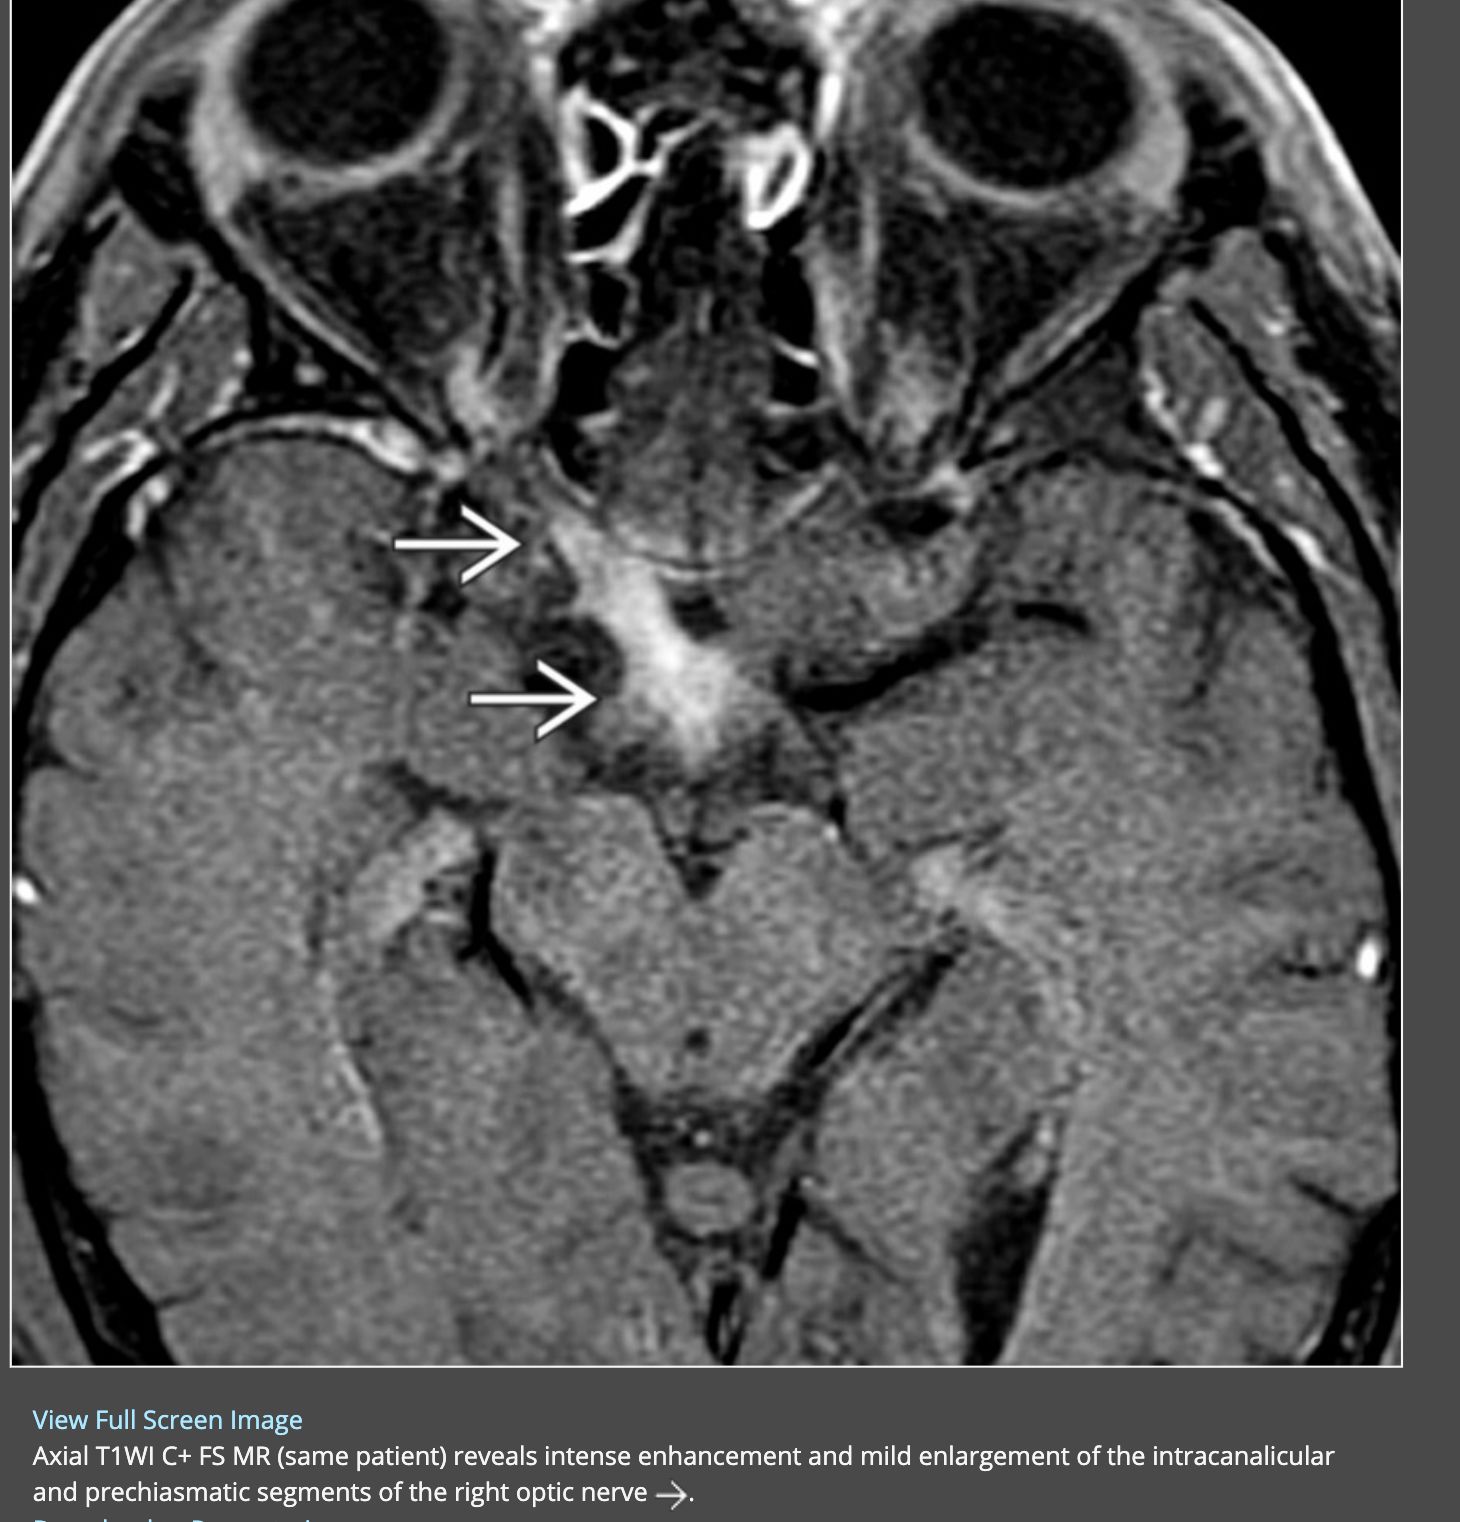 View Full Screen Image
Axial T1WI C+ FS MR (same patient) reveals intense enhancement and mild enlargement of the intracanalicular
and prechiasmatic segments of the right optic nerve →.